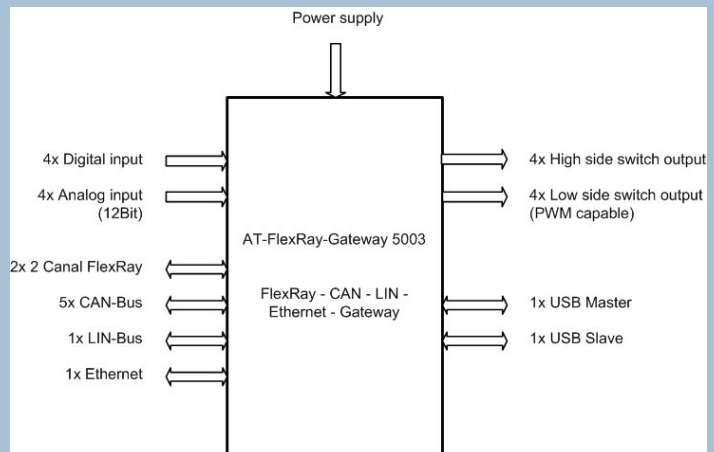 Power supply
4x Digital input
4x Analog input
(12Bit)
2x 2 Canal FlexRay
5x CAN-Bus
1x LIN-Bus
1x Ethernet
AT-FlexRay-Gateway 5003
FlexRay - CAN - LIN -
Ethernet - Gateway
4x High side switch output
4x Low side switch output
(PWM capable)
1x USB Master
1x USB Slave